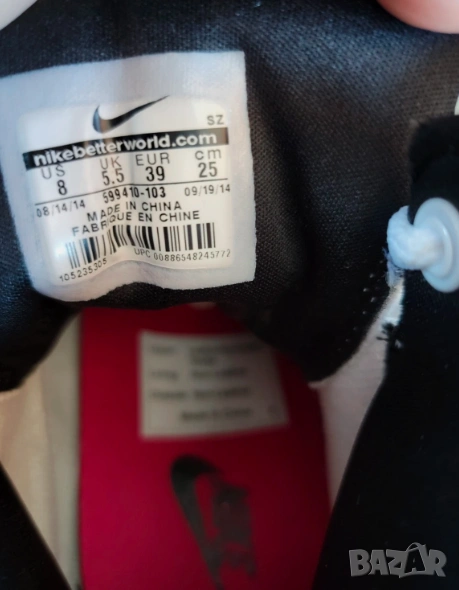 SZ
nikebetterworld.com
US UK EUR cm
8 5.5 39 25
08/14/14 599410-103 09/19/14
MADE IN CHINA
FABRIQUE EN CHINE
105235305 UPC 00886548245772
BAZAR